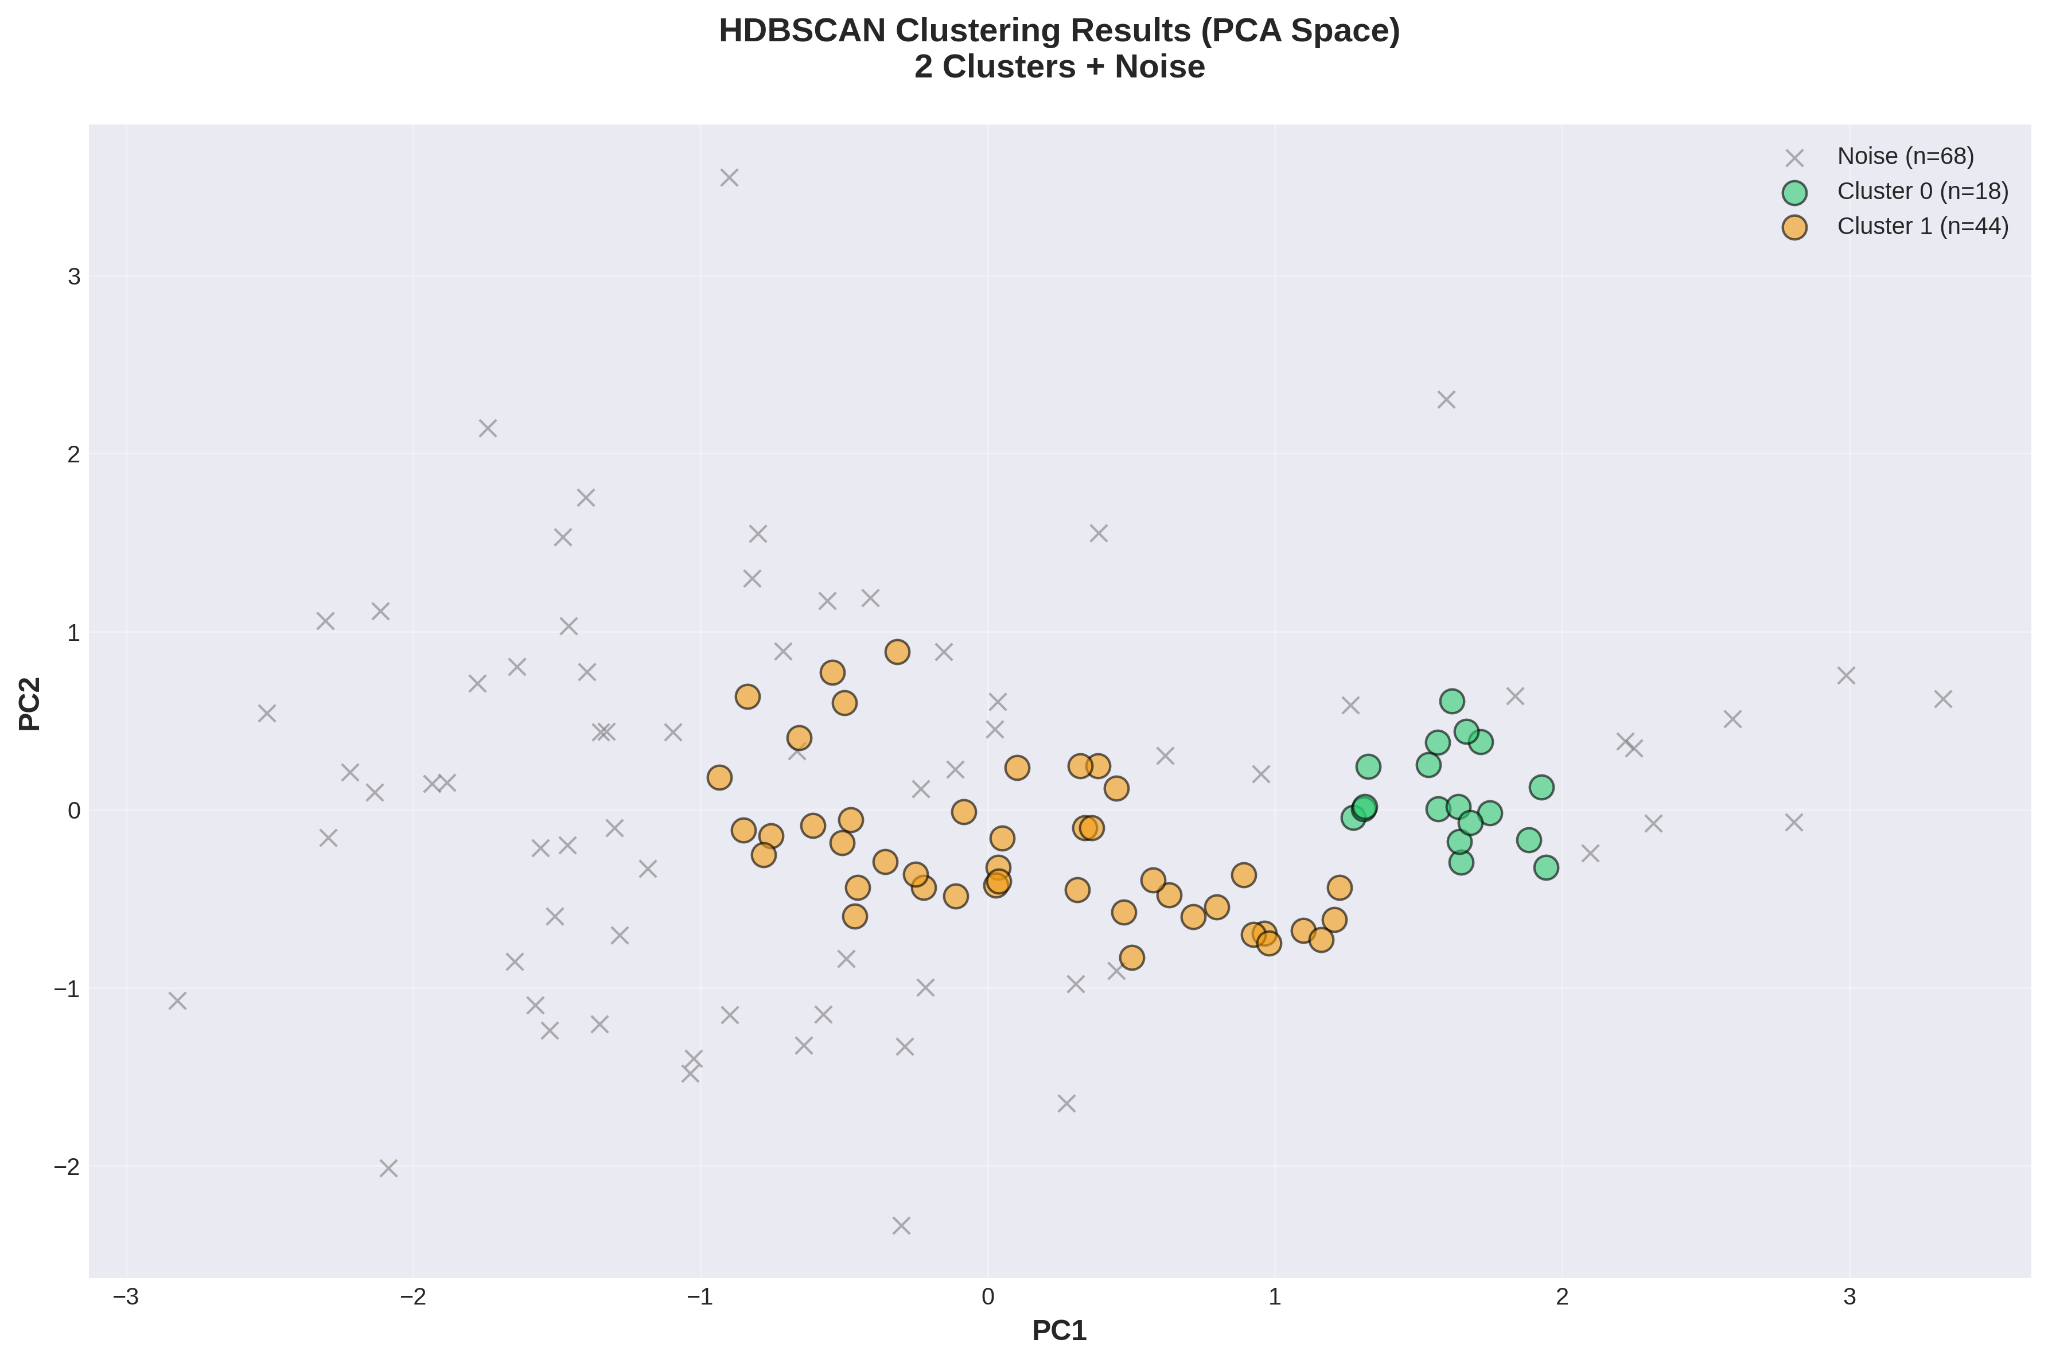 HDBSCAN Clustering Results (PCA Space)
2 Clusters + Noise
Noise (n=68)
Cluster 0 (n=18)
Cluster 1 (n=44)
3
2
1
0
−1
−2
PC2
−3
−2
−1
0
1
2
3
PC1